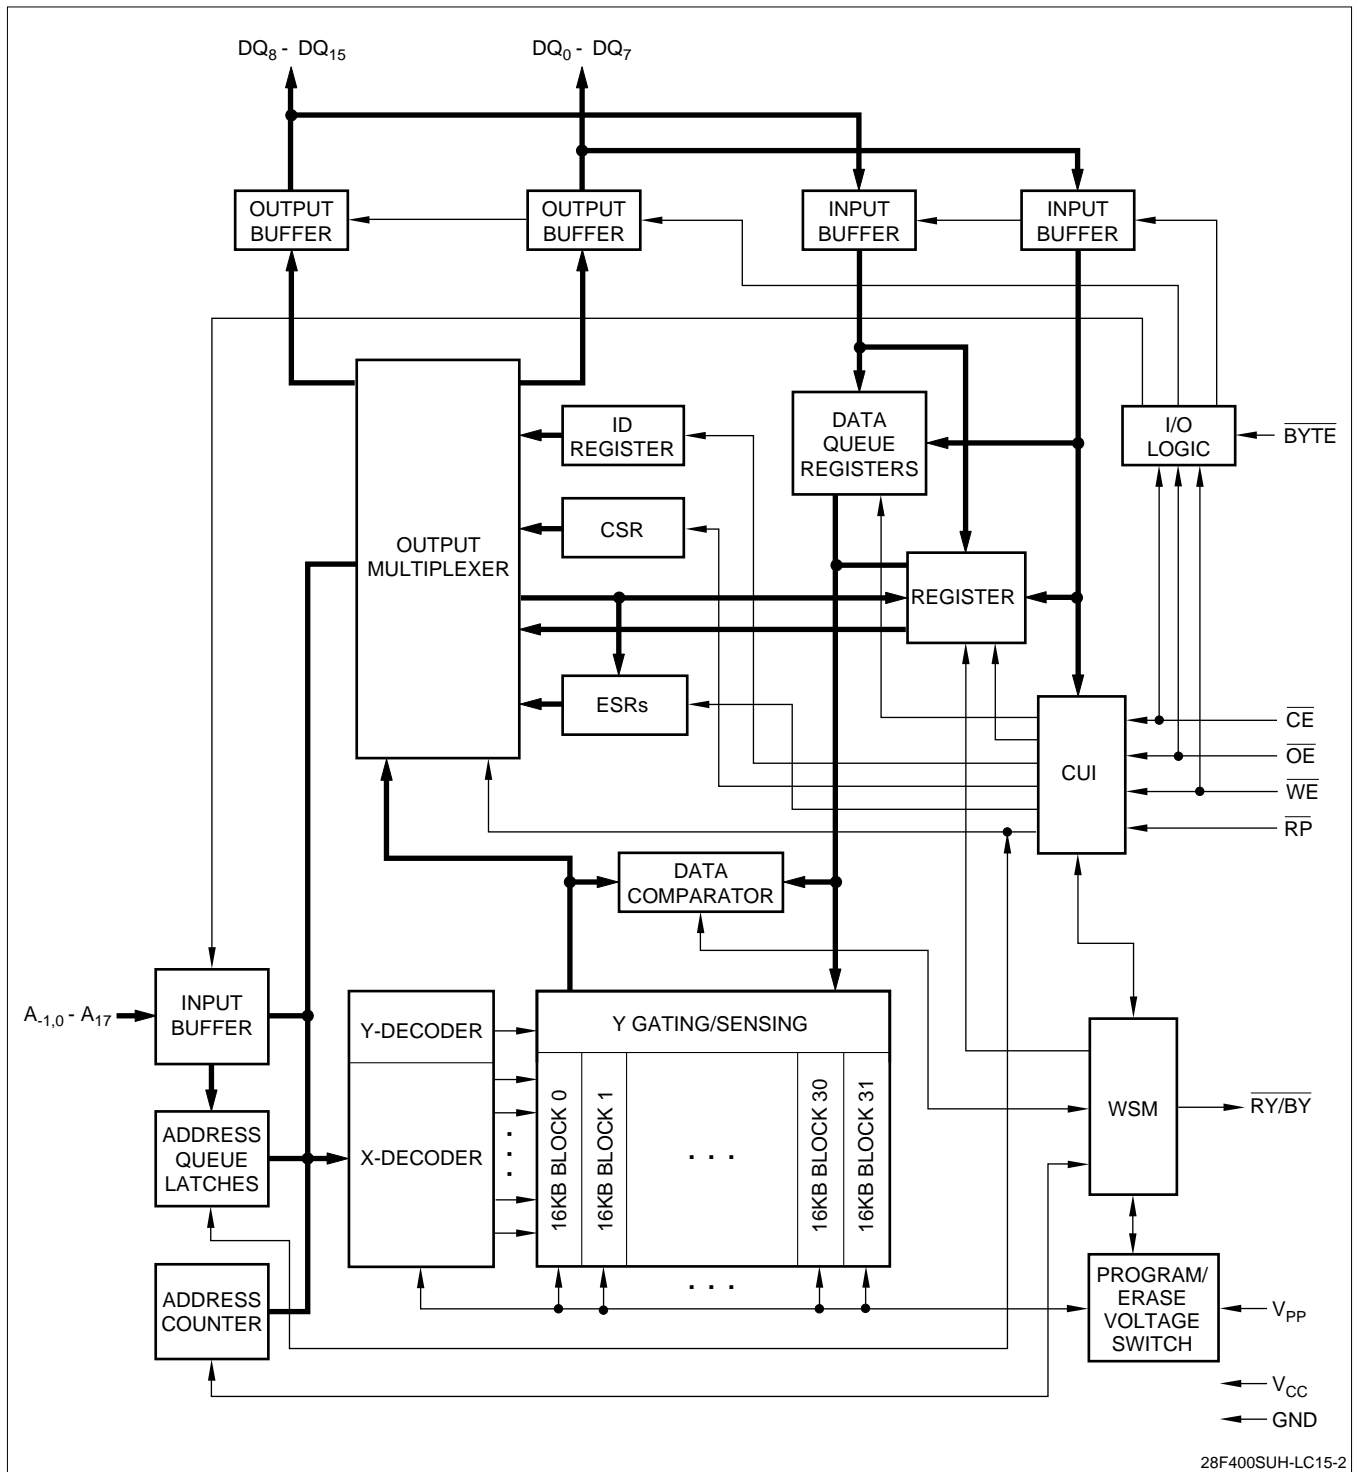 DQ8 - DQ15 DQ0 - DQ7
OUTPUT
BUFFER
OUTPUT
BUFFER
INPUT
BUFFER
INPUT
BUFFER
OUTPUT
MULTIPLEXER
ID
REGISTER
CSR
ESRs
DATA
QUEUE
REGISTERS
REGISTER
I/O
LOGIC
BYTE
CUI
CE
OE
WE
RP
DATA
COMPARATOR
A-1,0 - A17
INPUT
BUFFER
ADDRESS
QUEUE
LATCHES
ADDRESS
COUNTER
Y-DECODER
X-DECODER
Y GATING/SENSING
16KB BLOCK 0
16KB BLOCK 1
. . .
16KB BLOCK 30
16KB BLOCK 31
. . .
. . .
WSM
RY/BY
PROGRAM/
ERASE
VOLTAGE
SWITCH
VPP
VCC
GND
28F400SUH-LC15-2